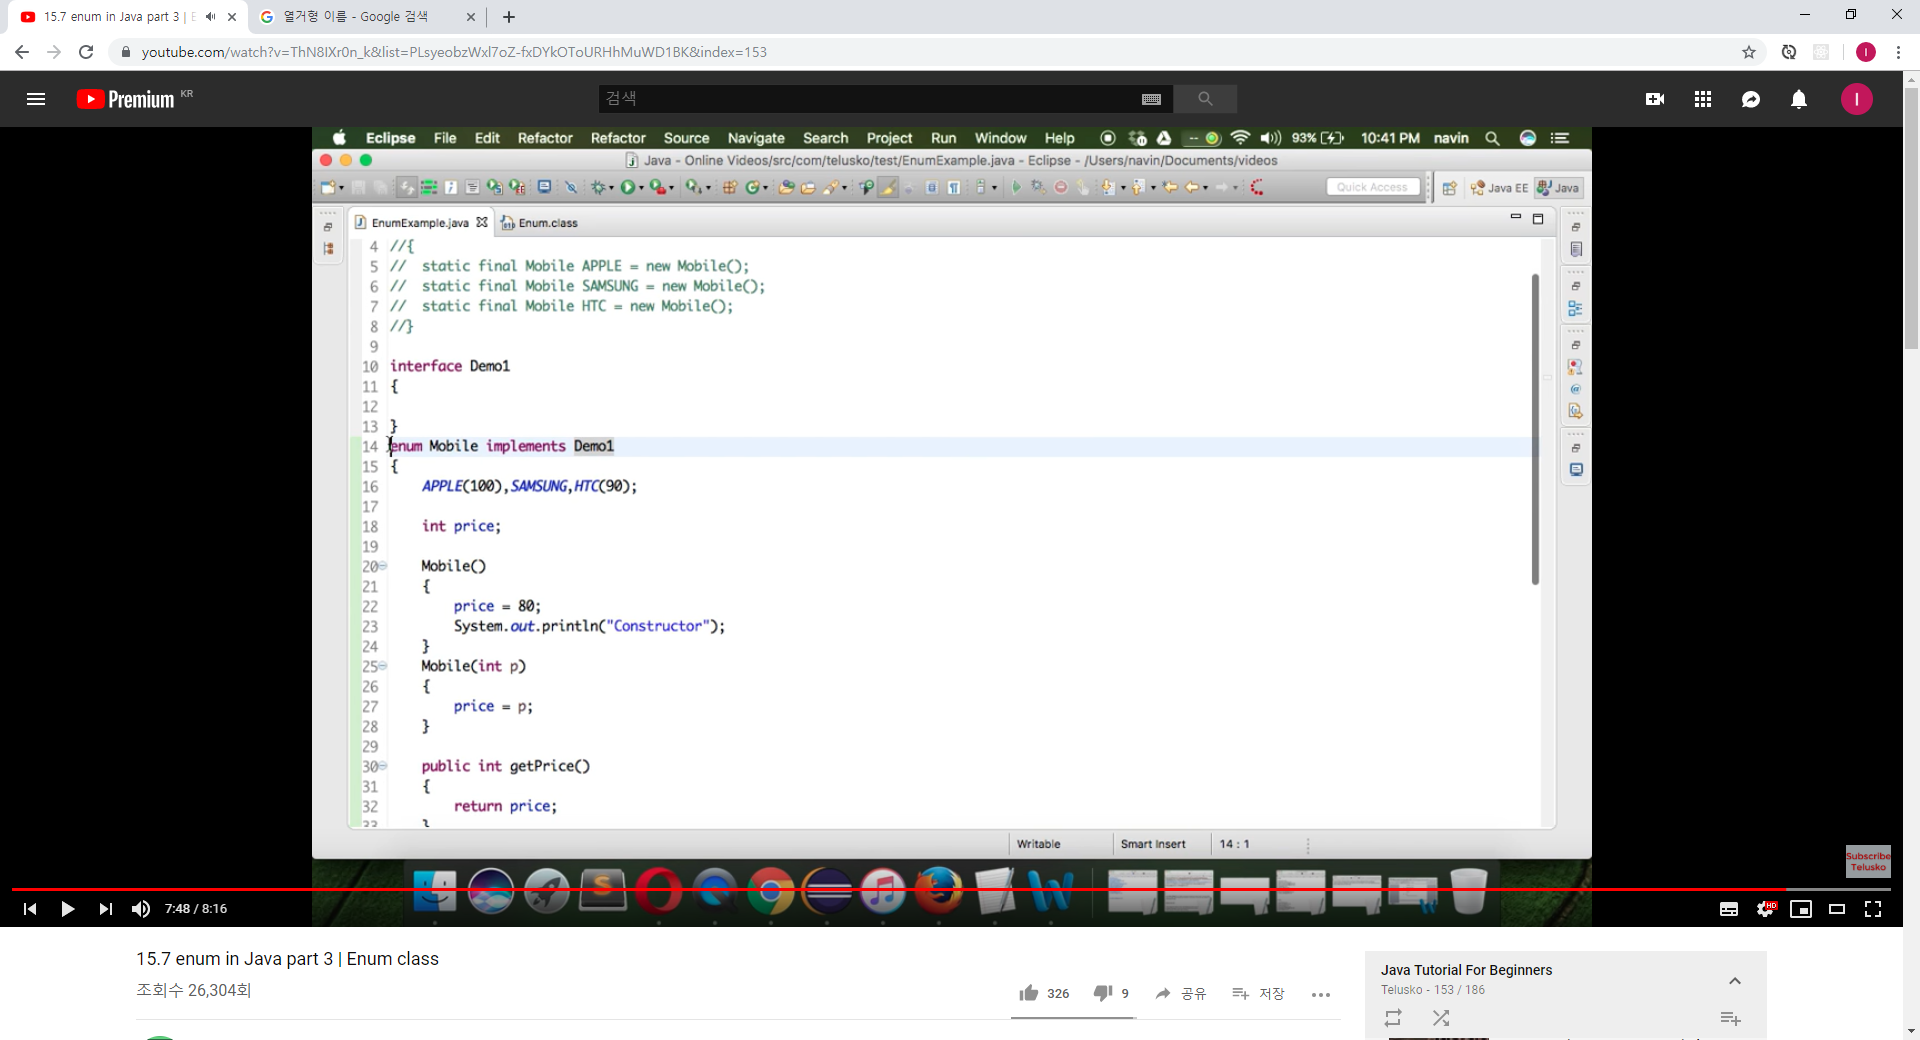 15.7 enum in Java part 3 | E
열거형 이름 - Google 검색
youtube.com/watch?v=ThN8IXr0n_k&list=PLsyeobzWxl7oZ-fxDYkOToURHhMuWD1BK&index=153
Premium KR
검색
Eclipse File Edit Refactor Refactor Source Navigate Search Project Run Window Help 93% 10:41 PM navin
Java - Online Videos/src/com/telusko/test/EnumExample.java - Eclipse - /Users/navin/Documents/videos
Quick Access Java EE Java
EnumExample.java Enum.class
4 //{
5 // static final Mobile APPLE = new Mobile();
6 // static final Mobile SAMSUNG = new Mobile();
7 // static final Mobile HTC = new Mobile();
8 //}
9
10 interface Demo1
11 {
12
13 }
14 enum Mobile implements Demo1
15 {
16 APPLE(100),SAMSUNG,HTC(90);
17
18 int price;
19
20 Mobile()
21 {
22 price = 80;
23 System.out.println("Constructor");
24 }
25 Mobile(int p)
26 {
27 price = p;
28 }
29
30 public int getPrice()
31 {
32 return price;
33 }
Writable Smart Insert 14 : 1
Subscribe
Telusko
7:48 / 8:16
HD
15.7 enum in Java part 3 | Enum class
조회수 26,304회
326 9 공유 저장
Java Tutorial For Beginners
Telusko - 153 / 186